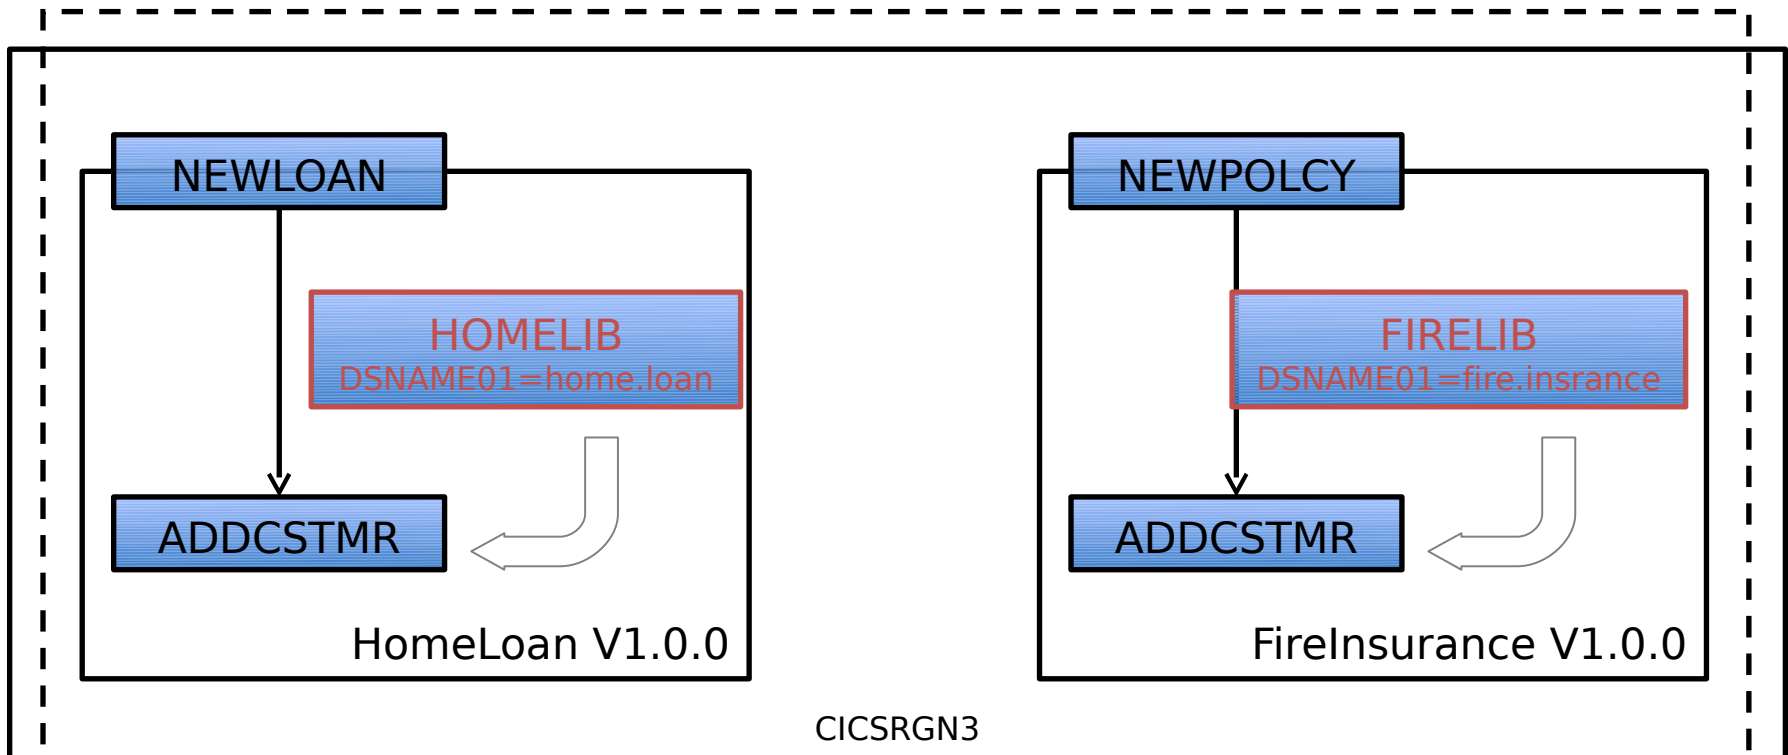 NEWLOAN
HOMELIB
DSNAME01=home.loan
ADDCSTMR
HomeLoan V1.0.0
NEWPOLCY
FIRELIB
DSNAME01=fire.insrance
ADDCSTMR
FireInsurance V1.0.0
CICSRGN3